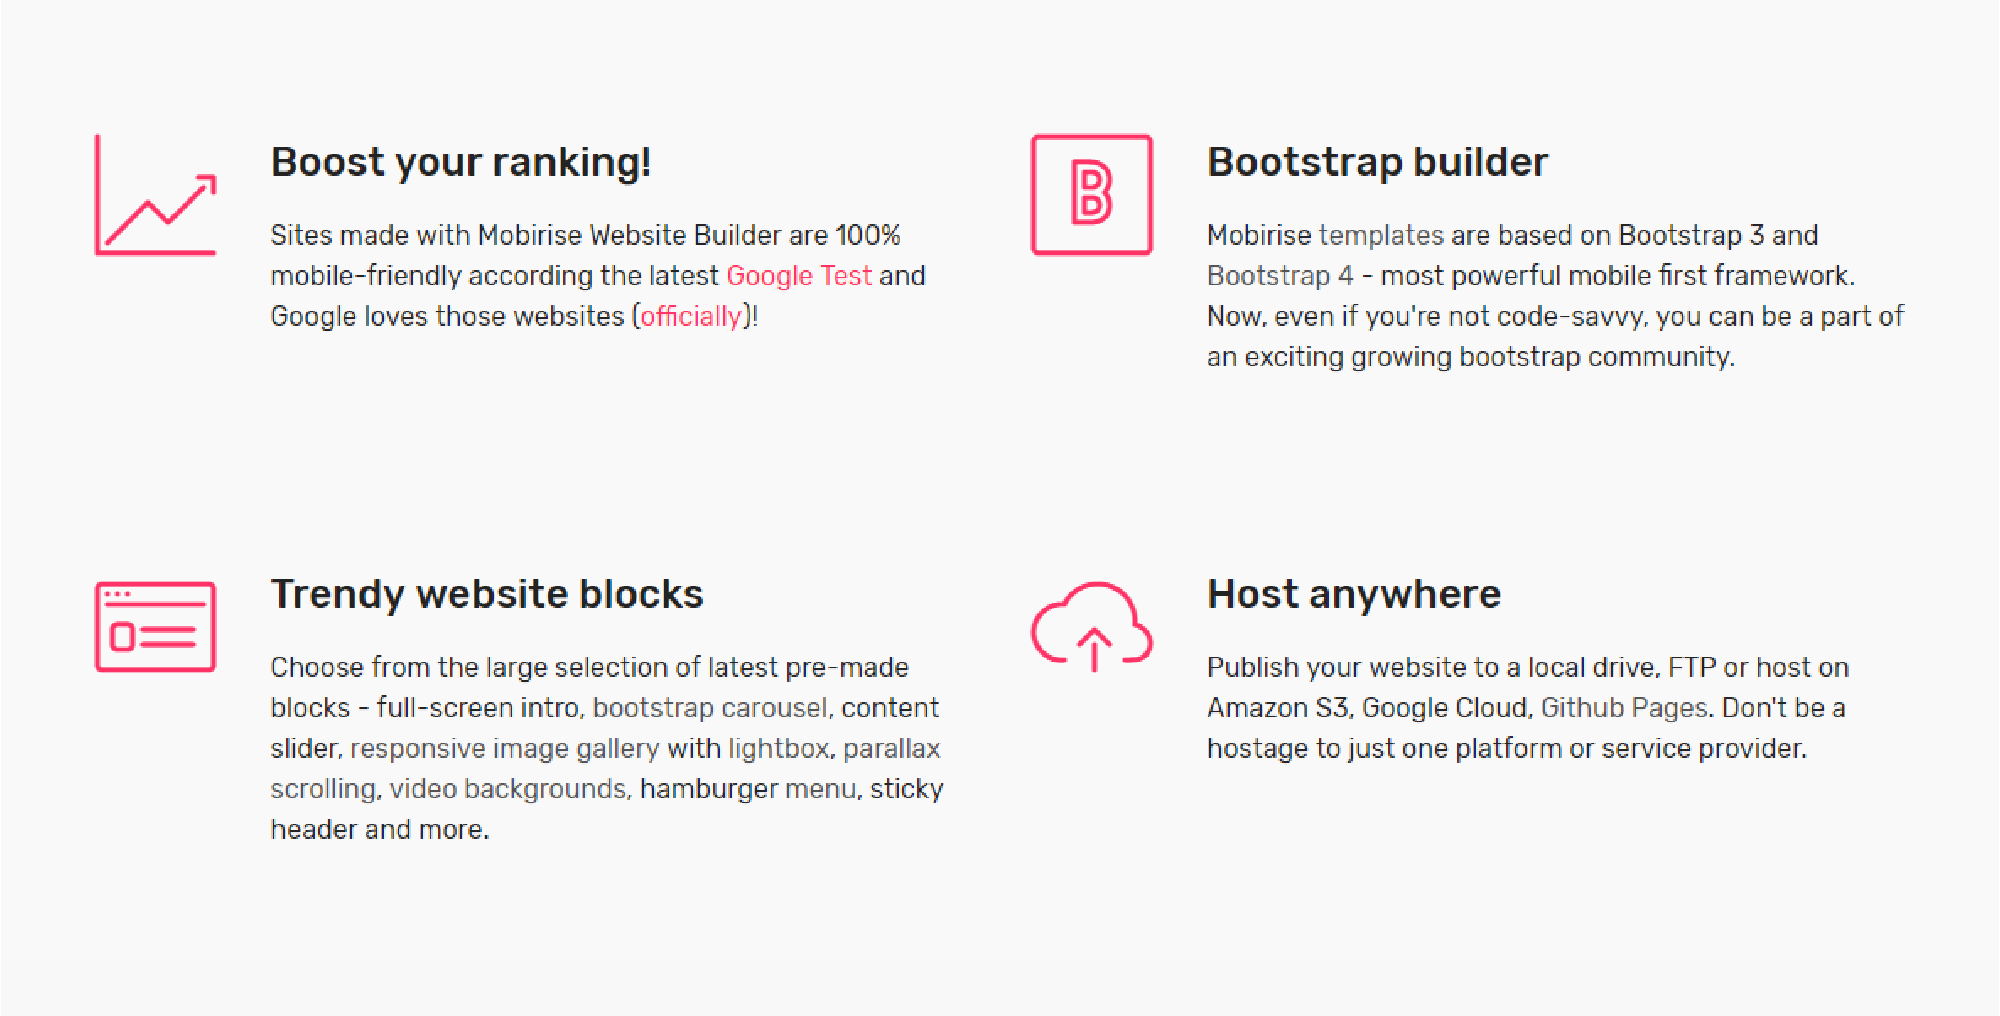 Boost your ranking!
Sites made with Mobirise Website Builder are 100%
mobile-friendly according the latest Google Test and
Google loves those websites (officially)!
B
Bootstrap builder
Mobirise templates are based on Bootstrap 3 and
Bootstrap 4 - most powerful mobile first framework.
Now, even if you're not code-savvy, you can be a part of
an exciting growing bootstrap community.
Trendy website blocks
Choose from the large selection of latest pre-made
blocks - full-screen intro, bootstrap carousel, content
slider, responsive image gallery with lightbox, parallax
scrolling, video backgrounds, hamburger menu, sticky
header and more.
Host anywhere
Publish your website to a local drive, FTP or host on
Amazon S3, Google Cloud, Github Pages. Don't be a
hostage to just one platform or service provider.